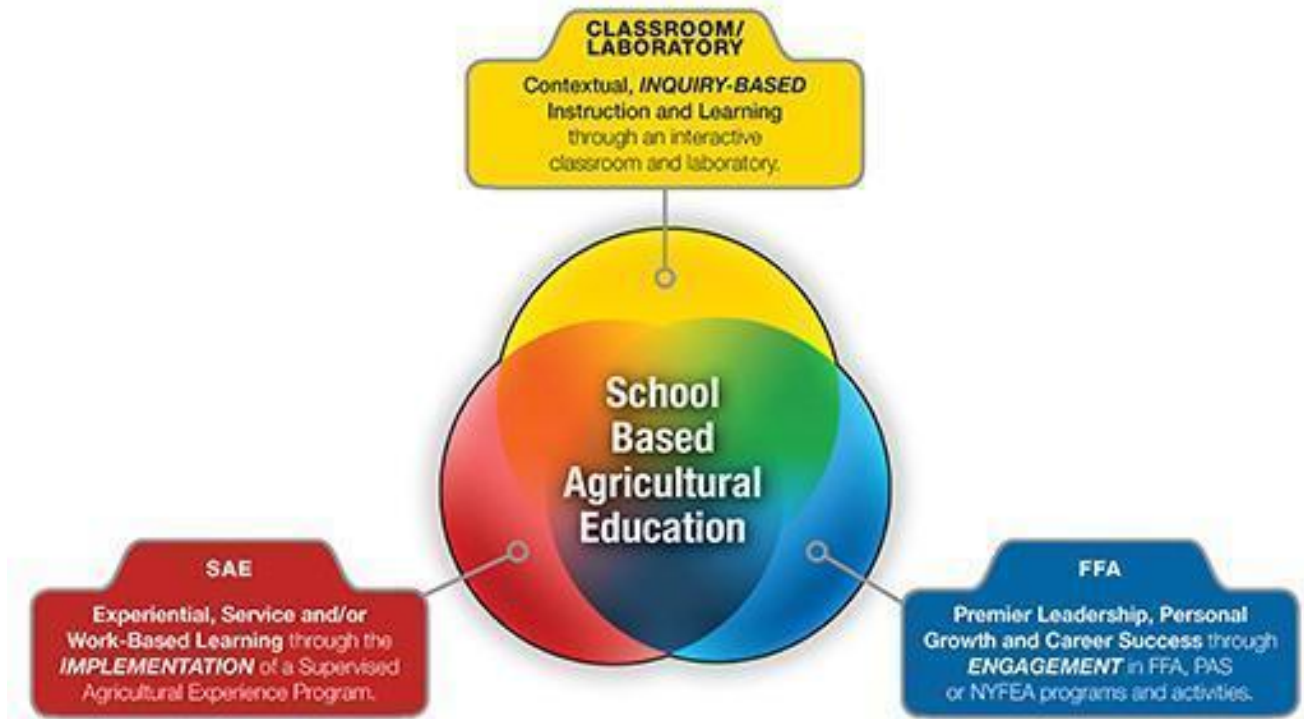 CLASSROOM/
LABORATORY
Contextual, INQUIRY-BASED
Instruction and Learning
through an interactive
classroom and laboratory.
School
Based
Agricultural
Education
SAE
Experiential, Service and/or
Work-Based Learning through the
IMPLEMENTATION of a Supervised
Agricultural Experience Program.
FFA
Premier Leadership, Personal
Growth and Career Success through
ENGAGEMENT in FFA, PAS
or NYFEA programs and activities.